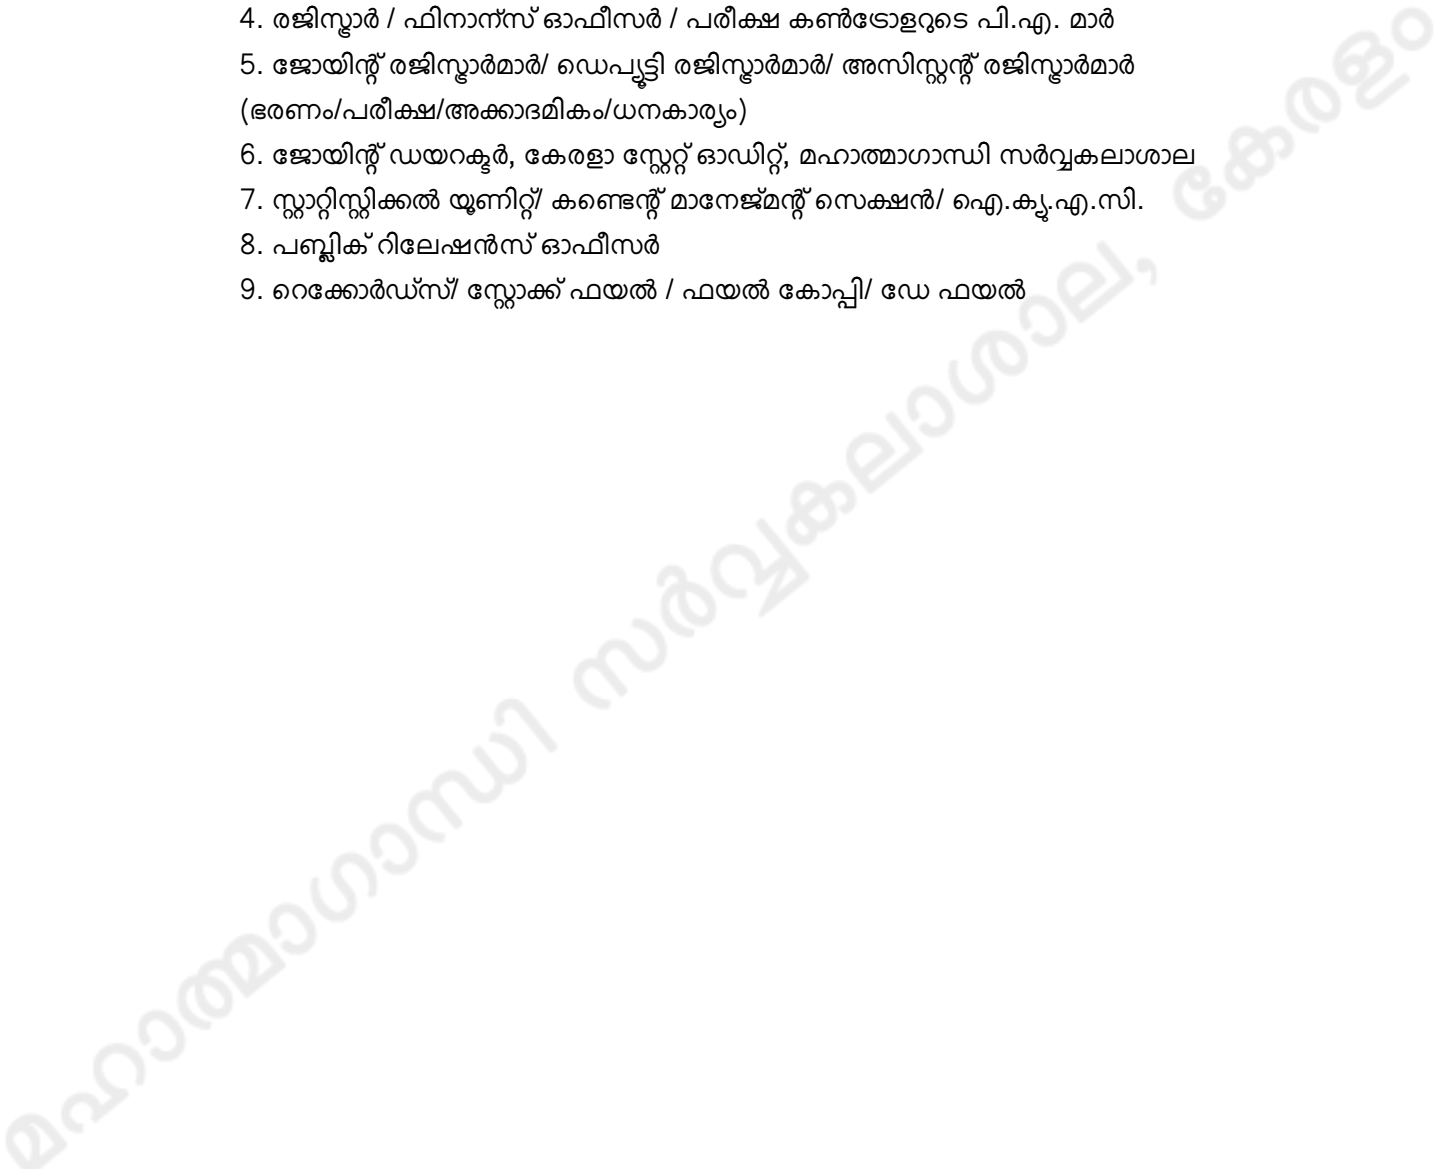 4. രജിസ്ട്രാർ / ഫിനാന്സ് ഓഫീസർ / പരീക്ഷ കൺട്രോളറുടെ പി.എ. മാർ
5. ജോയിന്റ് രജിസ്ട്രാർമാർ/ ഡെപ്യൂട്ടി രജിസ്ട്രാർമാർ/ അസിസ്റ്റന്റ് രജിസ്ട്രാർമാർ
(ഭരണം/പരീക്ഷ/അക്കാദമികം/ധനകാര്യം)
6. ജോയിന്റ് ഡയറക്ടർ, കേരളാ സ്റ്റേറ്റ് ഓഡിറ്റ്, മഹാത്മാഗാന്ധി സർവ്വകലാശാല
7. സ്റ്റാറ്റിസ്റ്റിക്കൽ യൂണിറ്റ്/ കണ്ടെന്റ് മാനേജ്മന്റ് സെക്ഷൻ/ ഐ.ക്യു.എ.സി.
8. പബ്ലിക് റിലേഷൻസ് ഓഫീസർ
9. റെക്കോർഡ്സ്/ സ്റ്റോക്ക് ഫയൽ / ഫയൽ കോപ്പി/ ഡേ ഫയൽ
മഹാത്മാഗാന്ധി സർവ്വകലാശാല, കേരളം